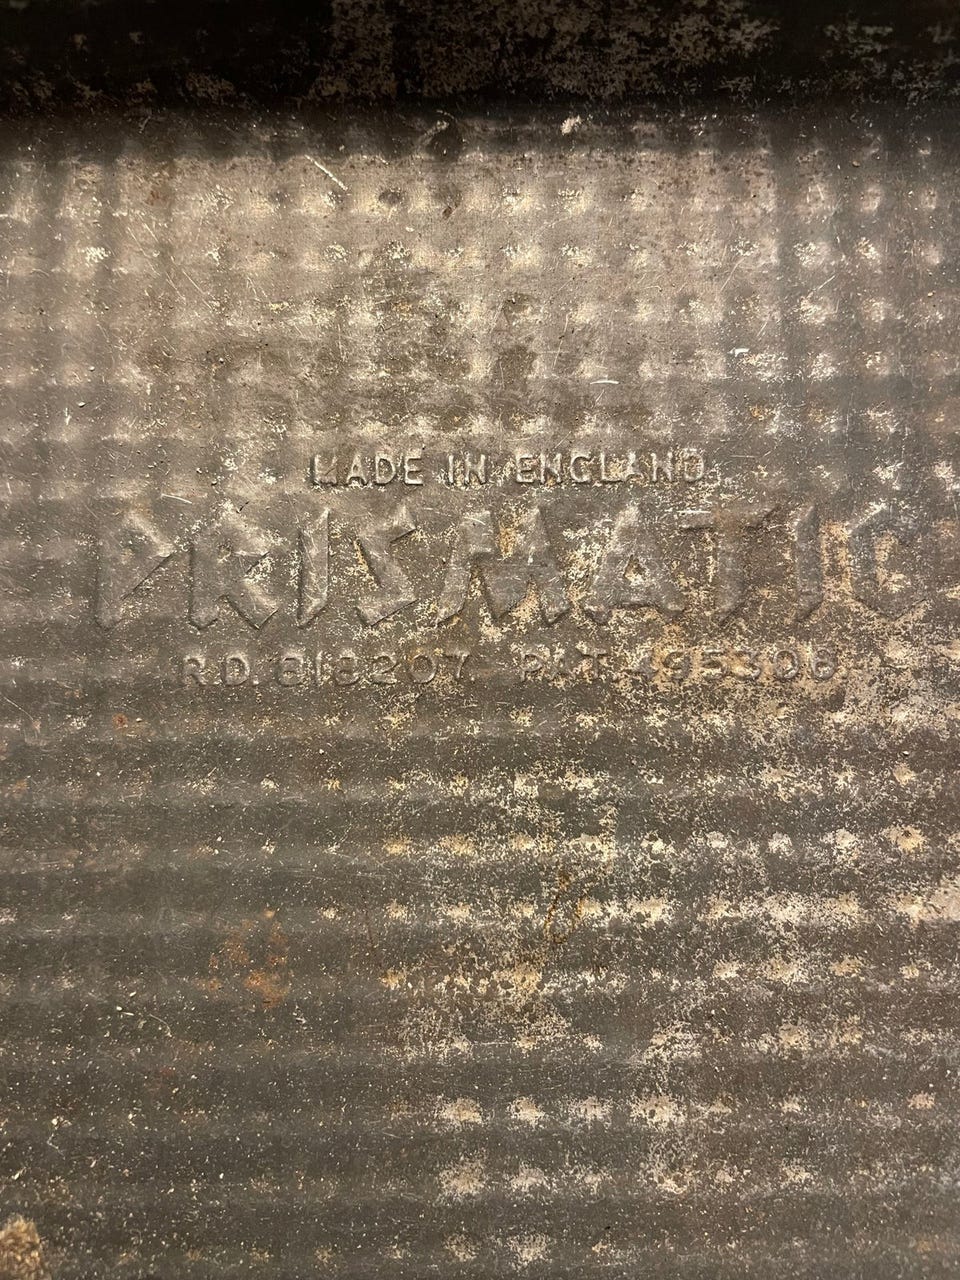 MADE IN ENGLAND
PRISMATIC
R.D. 818207. PAT. 495306